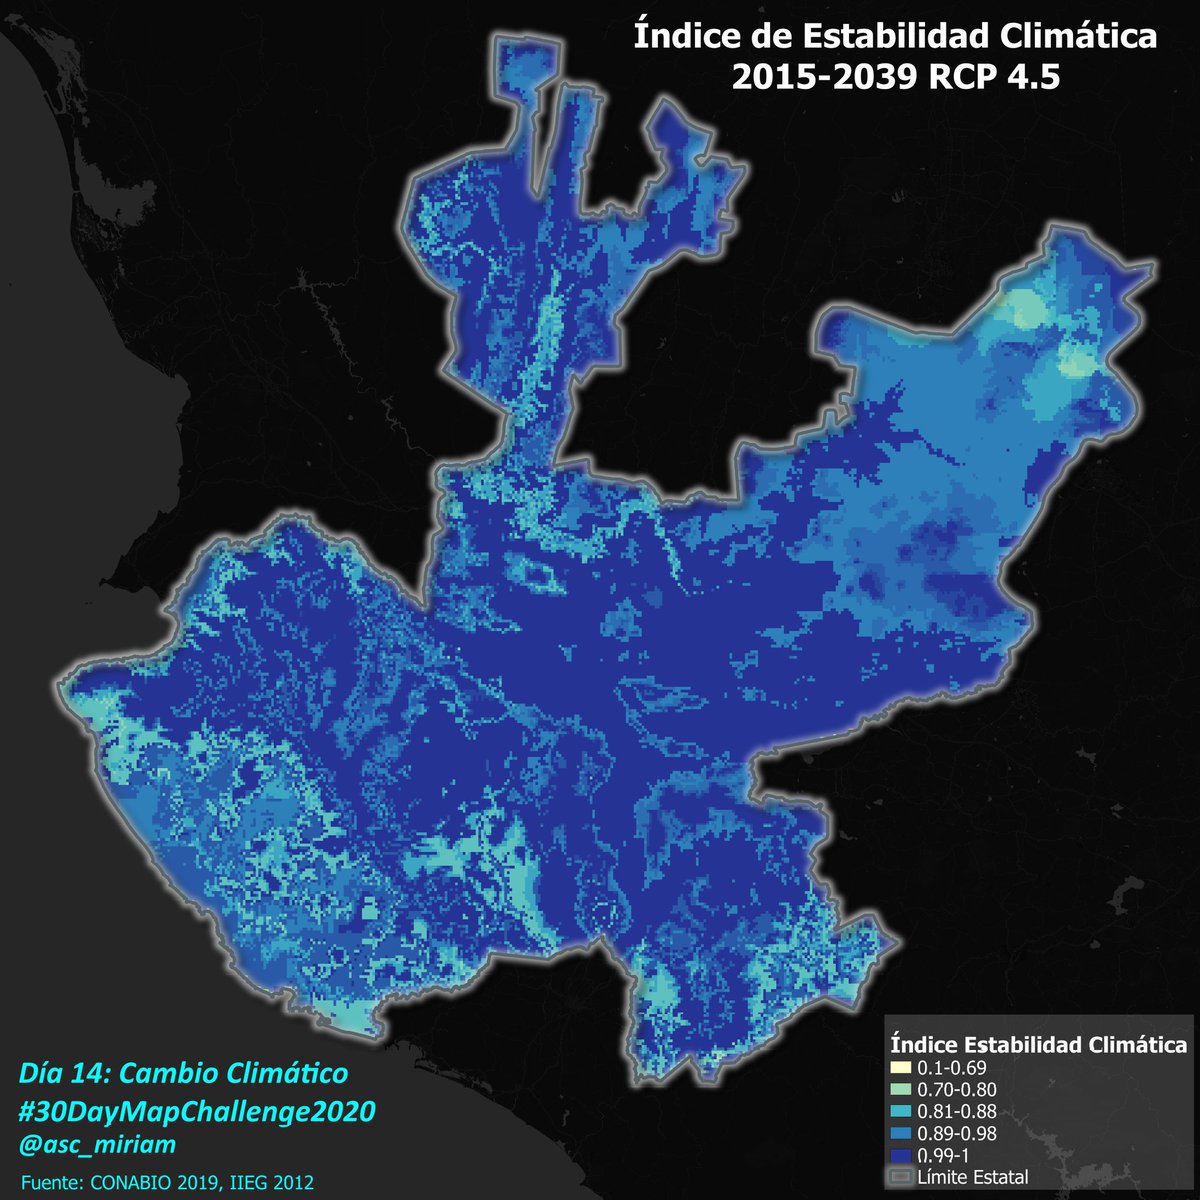 Índice de Estabilidad Climática
2015-2039 RCP 4.5
Índice Estabilidad Climática
0.1-0.69
0.70-0.80
0.81-0.88
0.89-0.98
0.99-1
Límite Estatal
Día 14: Cambio Climático
#30DayMapChallenge2020
@asc_miriam
Fuente: CONABIO 2019, IIEG 2012